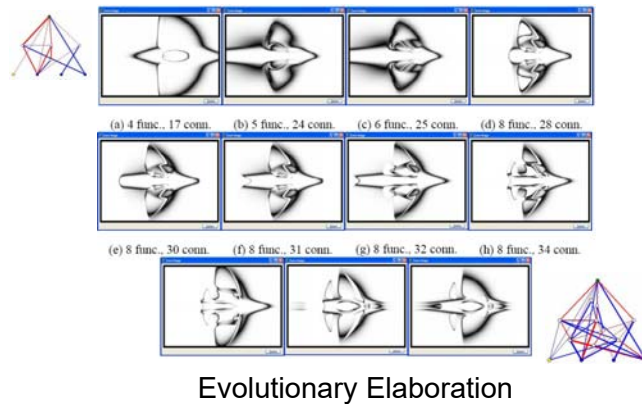 (a) 4 func., 17 conn. (b) 5 func., 24 conn. (c) 6 func., 25 conn. (d) 8 func., 28 conn.
(e) 8 func., 30 conn. (f) 8 func., 31 conn. (g) 8 func., 32 conn. (h) 8 func., 34 conn.
Evolutionary Elaboration